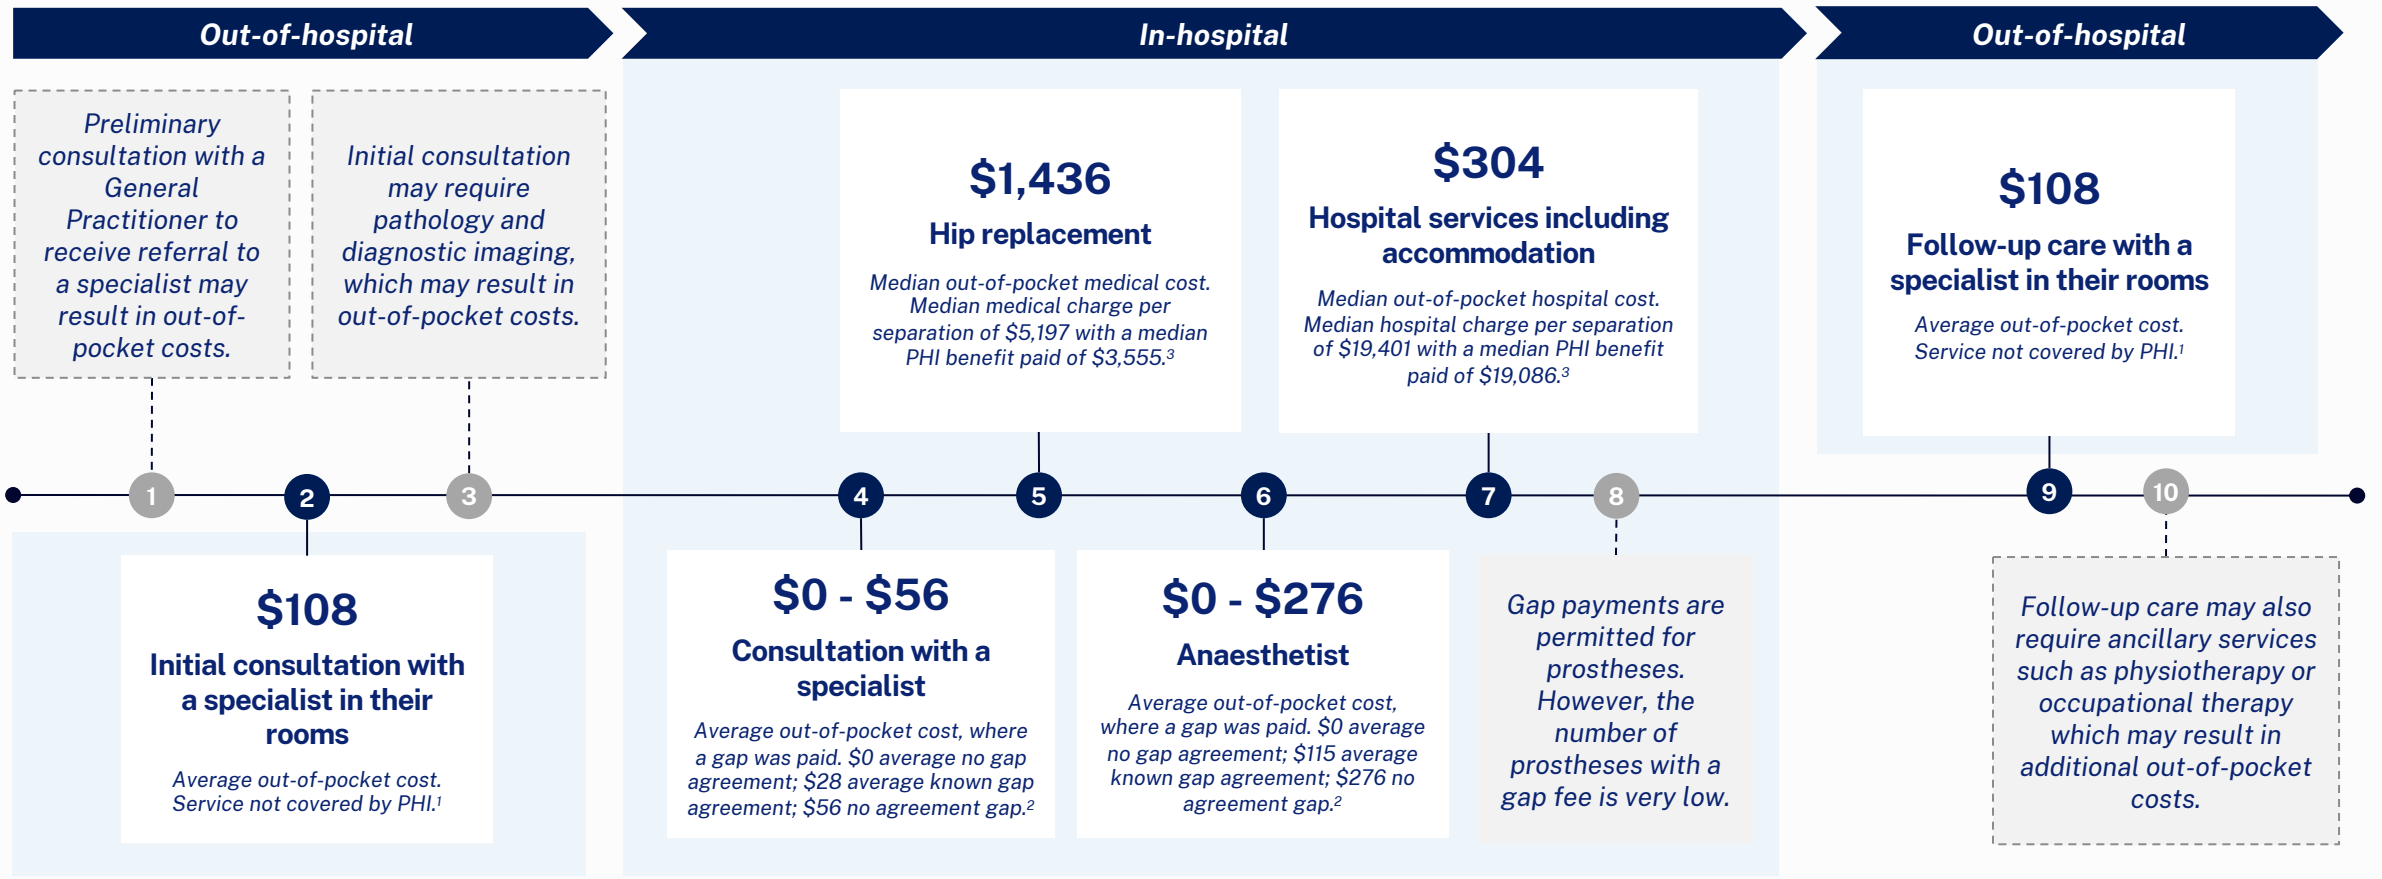 Out-of-hospital
In-hospital
Out-of-hospital
Preliminary
consultation with a
General
Practitioner to
receive referral to
a specialist may
result in out-of-
pocket costs.
Initial consultation
may require
pathology and
diagnostic imaging,
which may result in
out-of-pocket costs.
$1,436
Hip replacement
Median out-of-pocket medical cost.
Median medical charge per
separation of $5,197 with a median
PHI benefit paid of $3,555.³
$304
Hospital services including
accommodation
Median out-of-pocket hospital cost.
Median hospital charge per separation
of $19,401 with a median PHI benefit
paid of $19,086.³
$108
Follow-up care with a
specialist in their rooms
Average out-of-pocket cost.
Service not covered by PHI.¹
1
2
3
4
5
6
7
8
9
10
$108
Initial consultation with
a specialist in their
rooms
Average out-of-pocket cost.
Service not covered by PHI.¹
$0 - $56
Consultation with a
specialist
Average out-of-pocket cost, where
a gap was paid. $0 average no gap
agreement; $28 average known gap
agreement; $56 no agreement gap.²
$0 - $276
Anaesthetist
Average out-of-pocket cost,
where a gap was paid. $0 average
no gap agreement; $115 average
known gap agreement; $276 no
agreement gap.²
Gap payments are
permitted for
prostheses.
However, the
number of
prostheses with a
gap fee is very low.
Follow-up care may also
require ancillary services
such as physiotherapy or
occupational therapy
which may result in
additional out-of-pocket
costs.